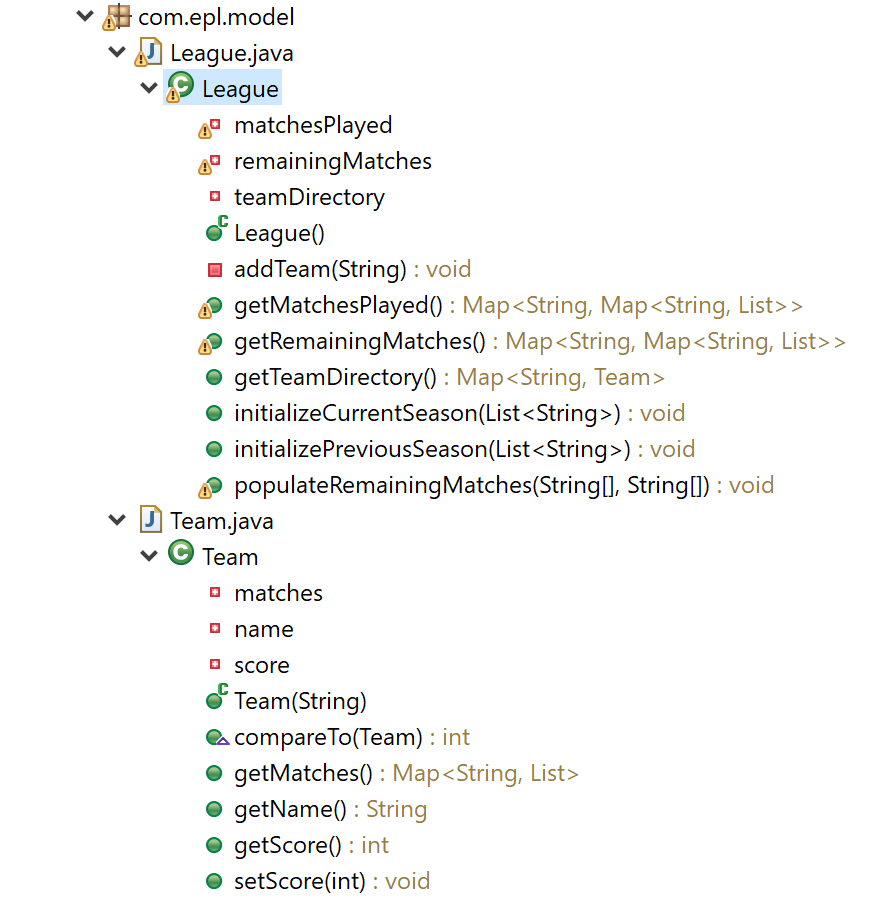 com.epl.model
League.java
League
matchesPlayed
remainingMatches
teamDirectory
League()
addTeam(String) : void
getMatchesPlayed() : Map<String, Map<String, List>>
getRemainingMatches() : Map<String, Map<String, List>>
getTeamDirectory() : Map<String, Team>
initializeCurrentSeason(List<String>) : void
initializePreviousSeason(List<String>) : void
populateRemainingMatches(String[], String[]) : void
Team.java
Team
matches
name
score
Team(String)
compareTo(Team) : int
getMatches() : Map<String, List>
getName() : String
getScore() : int
setScore(int) : void